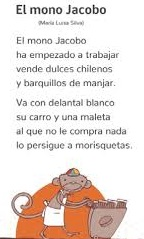 El mono Jacobo
(María Luisa Silva)
El mono Jacobo
ha empezado a trabajar
vende dulces chilenos
y barquillos de manjar.
Va con delantal blanco
su carro y una maleta
al que no le compra nada
lo persigue a morisquetas.